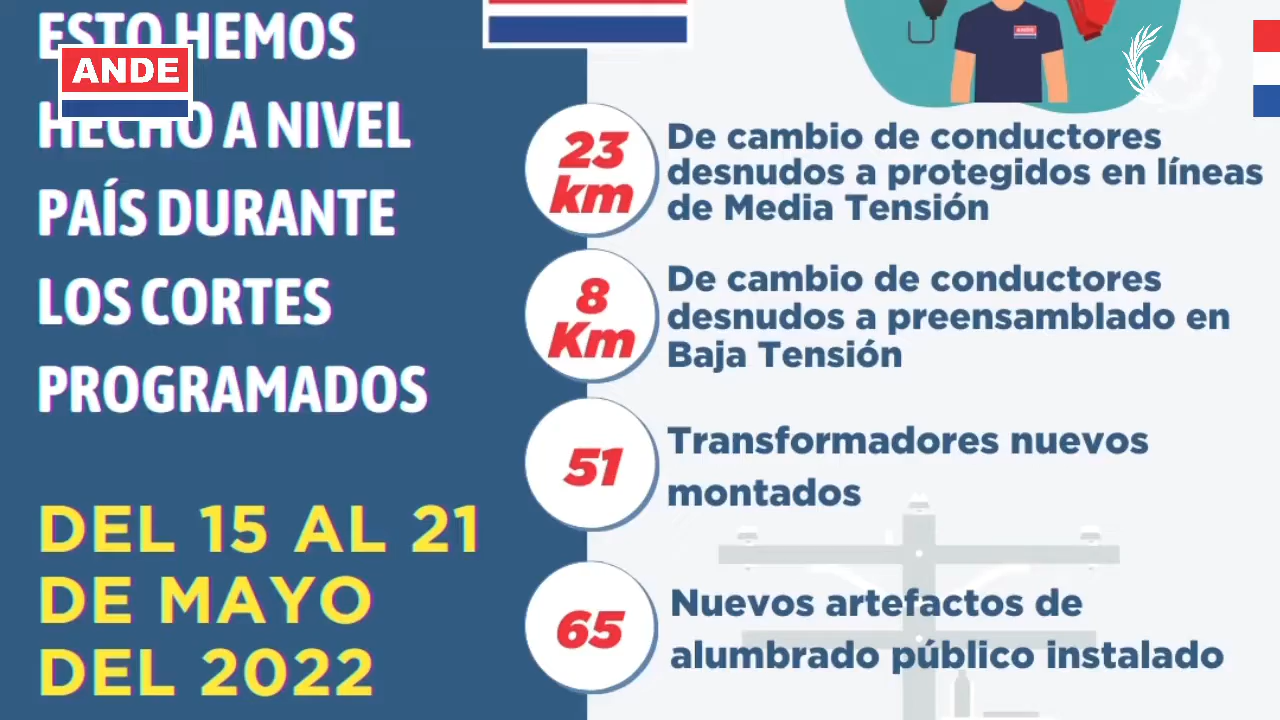 ESTO HEMOS
ANDE
HECHO A NIVEL
PAÍS DURANTE
LOS CORTES
PROGRAMADOS
DEL 15 AL 21
DE MAYO
DEL 2022
23
km
De cambio de conductores
desnudos a protegidos en líneas
de Media Tensión
8
Km
De cambio de conductores
desnudos a preensamblado en
Baja Tensión
51
Transformadores nuevos
montados
65
Nuevos artefactos de
alumbrado público instalado